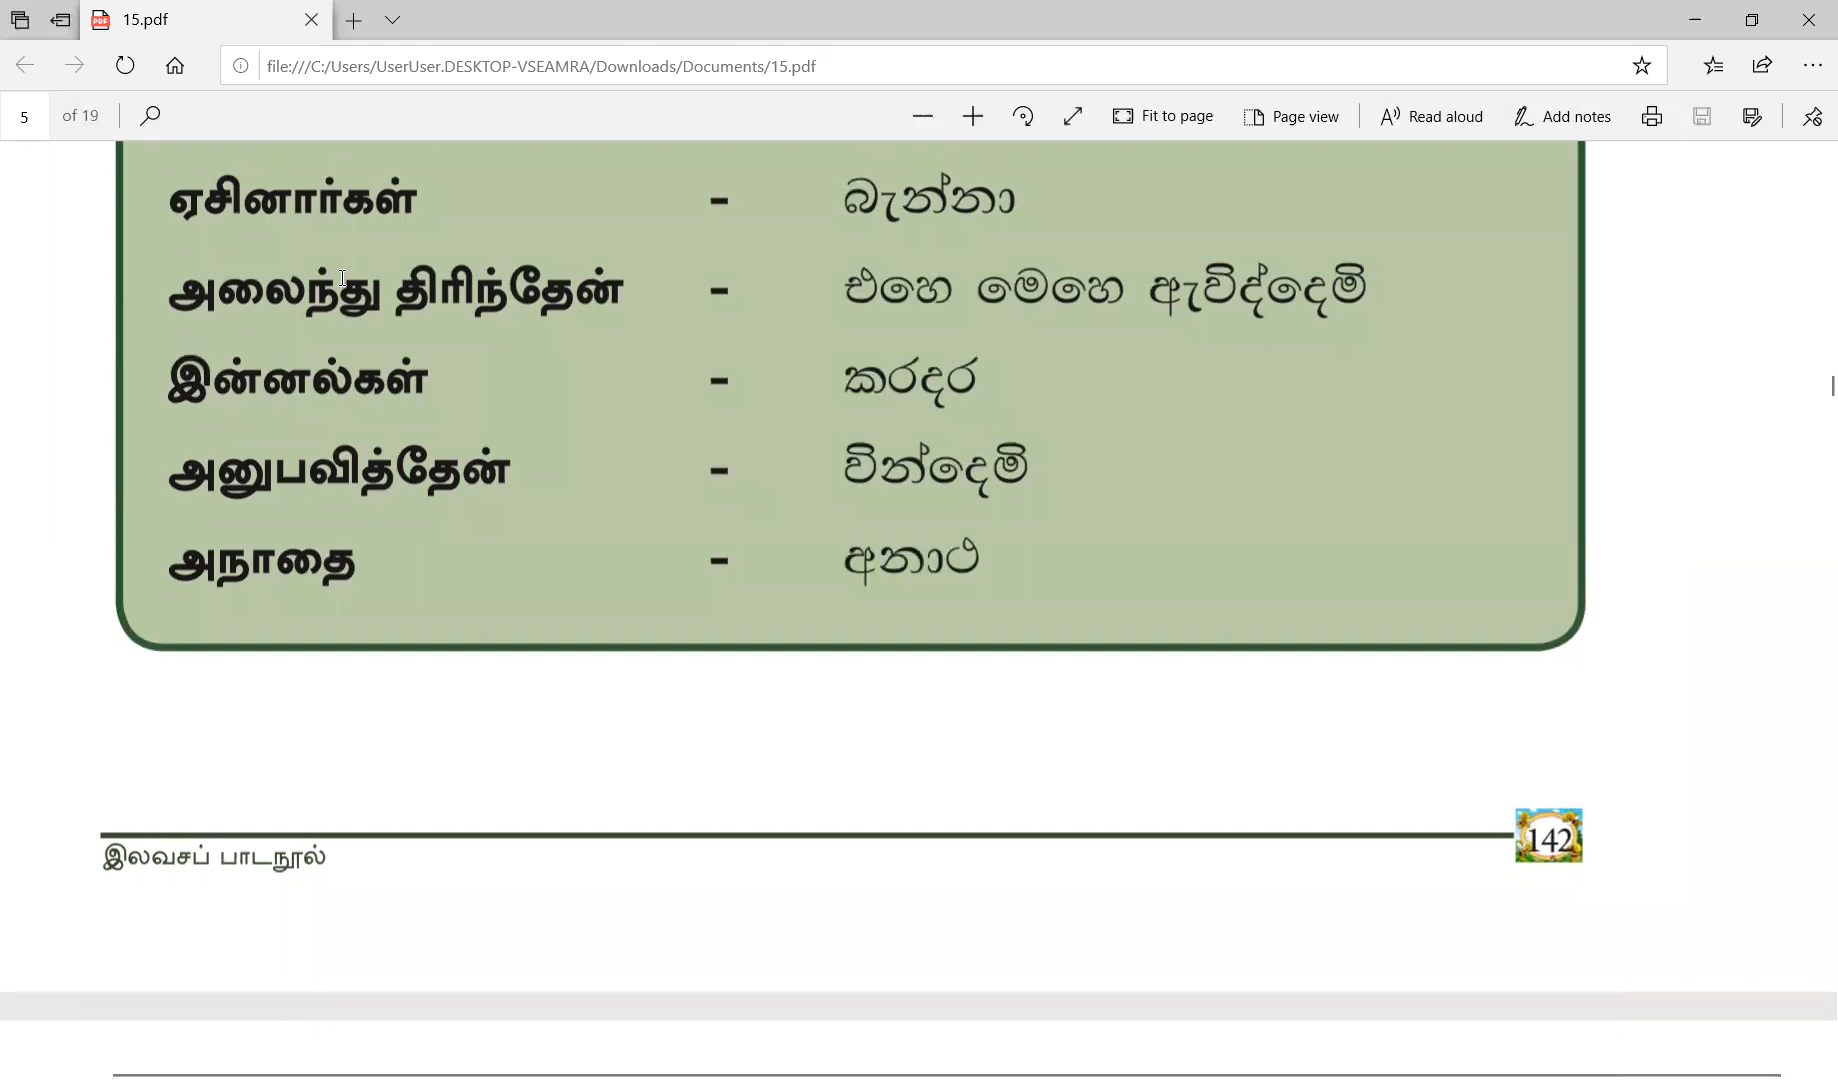 15.pdf
file:///C:/Users/UserUser.DESKTOP-VSEAMRA/Downloads/Documents/15.pdf
5 of 19 Fit to page Page view Read aloud Add notes
ஏசினார்கள் - බැන්නා
அலைந்து திரிந்தேன் - එහෙ මෙහෙ ඇවිද්දෙමි
இன்னல்கள் - කරදර
அனுபவித்தேன் - වින්දෙමි
அநாதை - අනාථ
இலவசப் பாடநூல் 142